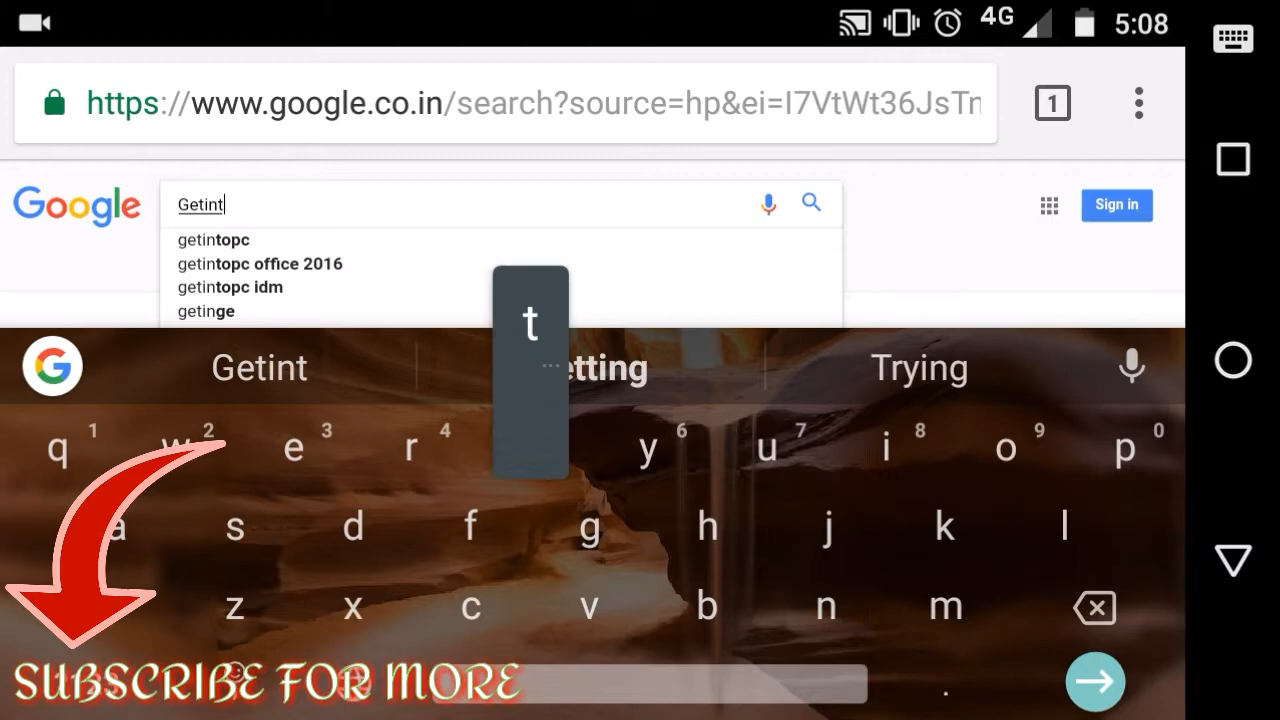 4G 5:08
https://www.google.co.in/search?source=hp&ei=I7VtWt36JsTn
1
Google
Getint
Sign in
getintopc
getintopc office 2016
getintopc idm
getinge
t
G
Getint
etting
Trying
q 1 w 2 e 3 r 4 y 6 u 7 i 8 o 9 p 0
a s d f g h j k l
z x c v b n m
SUBSCRIBE FOR MORE
.